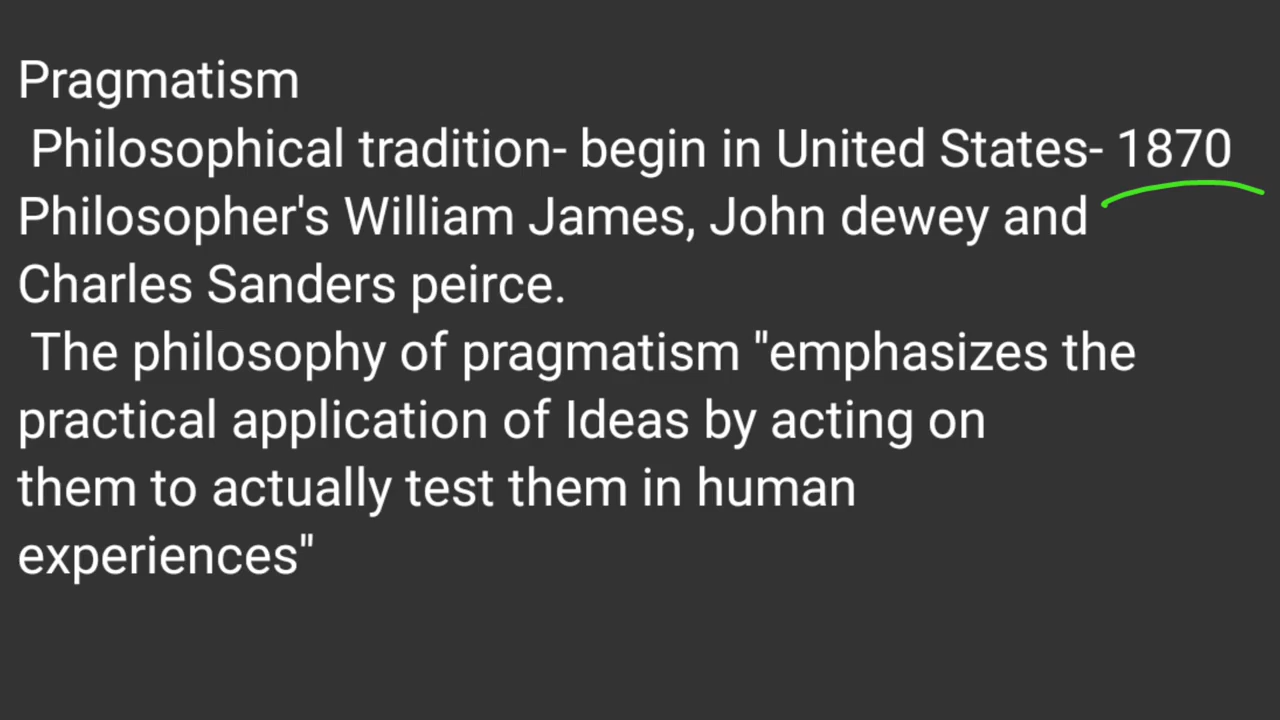 Pragmatism
Philosophical tradition- begin in United States- 1870
Philosopher's William James, John dewey and
Charles Sanders peirce.
The philosophy of pragmatism "emphasizes the
practical application of Ideas by acting on
them to actually test them in human
experiences"